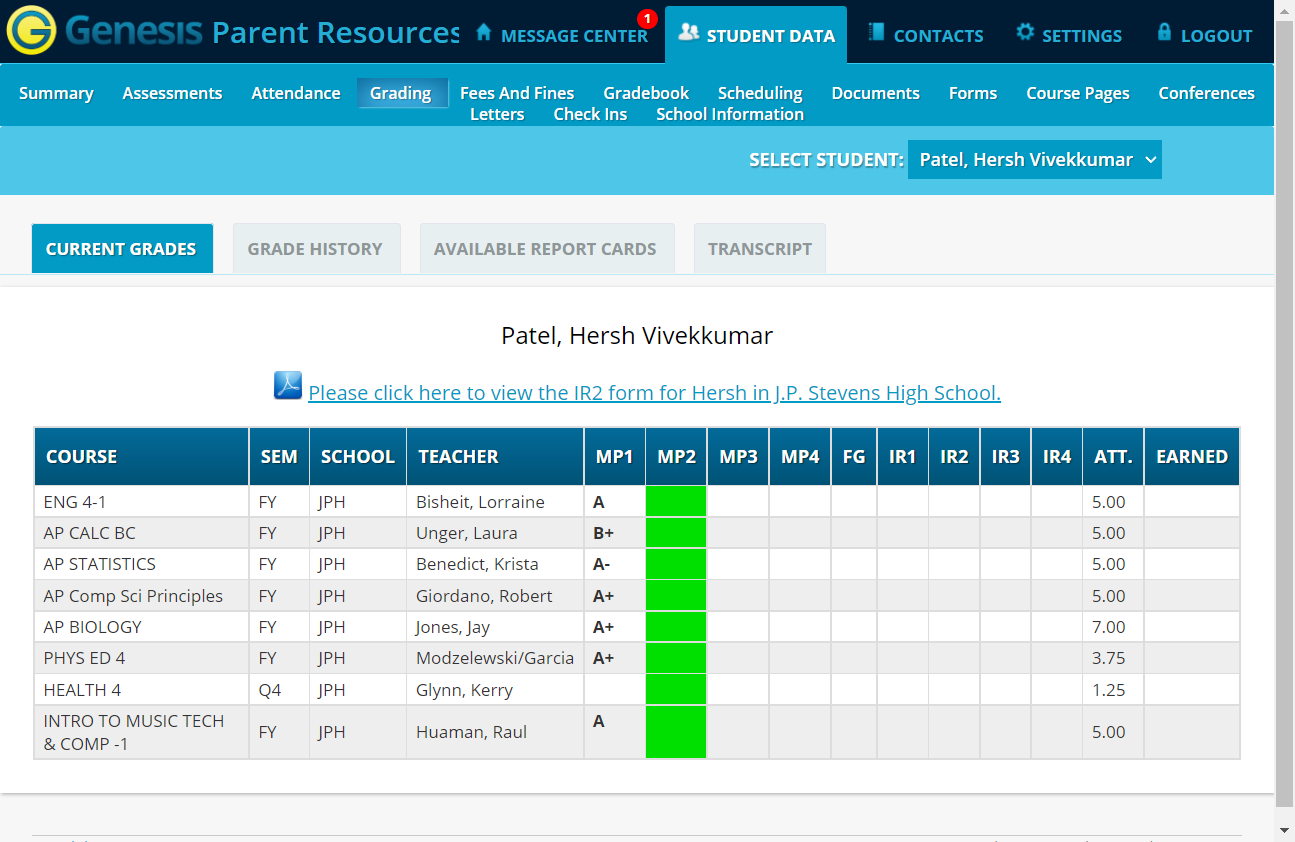 Genesis Parent Resources MESSAGE CENTER 1 STUDENT DATA CONTACTS SETTINGS LOGOUT
Summary Assessments Attendance Grading Fees And Fines Gradebook Scheduling Documents Forms Course Pages Conferences
Letters Check Ins School Information
SELECT STUDENT: Patel, Hersh Vivekkumar
CURRENT GRADES GRADE HISTORY AVAILABLE REPORT CARDS TRANSCRIPT
Patel, Hersh Vivekkumar
Please click here to view the IR2 form for Hersh in J.P. Stevens High School.
COURSE SEM SCHOOL TEACHER MP1 MP2 MP3 MP4 FG IR1 IR2 IR3 IR4 ATT. EARNED
ENG 4-1 FY JPH Bisheit, Lorraine A 5.00
AP CALC BC FY JPH Unger, Laura B+ 5.00
AP STATISTICS FY JPH Benedict, Krista A- 5.00
AP Comp Sci Principles FY JPH Giordano, Robert A+ 5.00
AP BIOLOGY FY JPH Jones, Jay A+ 7.00
PHYS ED 4 FY JPH Modzelewski/Garcia A+ 3.75
HEALTH 4 Q4 JPH Glynn, Kerry 1.25
INTRO TO MUSIC TECH
& COMP -1 FY JPH Huaman, Raul A 5.00